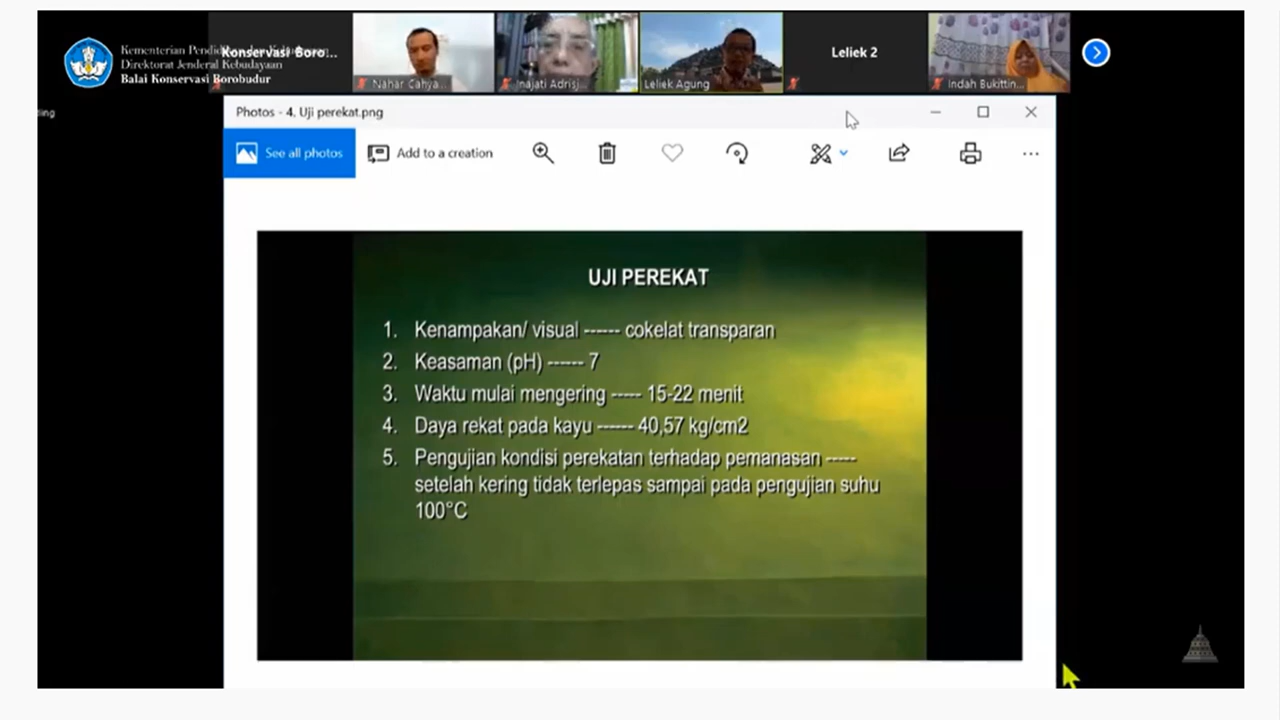 Kementerian
Konservasi Boro...
Direktorat Jenderal Kebudayaan
Balai Konservasi Borobudur
Nahar Cahya...
Inajati Adrisj...
Leliek Agung
Leliek 2
Indah Bukittin...
Photos - 4. Uji perekat.png
See all photos
Add to a creation
UJI PEREKAT
1. Kenampakan/ visual ------ cokelat transparan
2. Keasaman (pH) ------ 7
3. Waktu mulai mengering ----- 15-22 menit
4. Daya rekat pada kayu ------ 40,57 kg/cm2
5. Pengujian kondisi perekatan terhadap pemanasan -----
setelah kering tidak terlepas sampai pada pengujian suhu
100°C